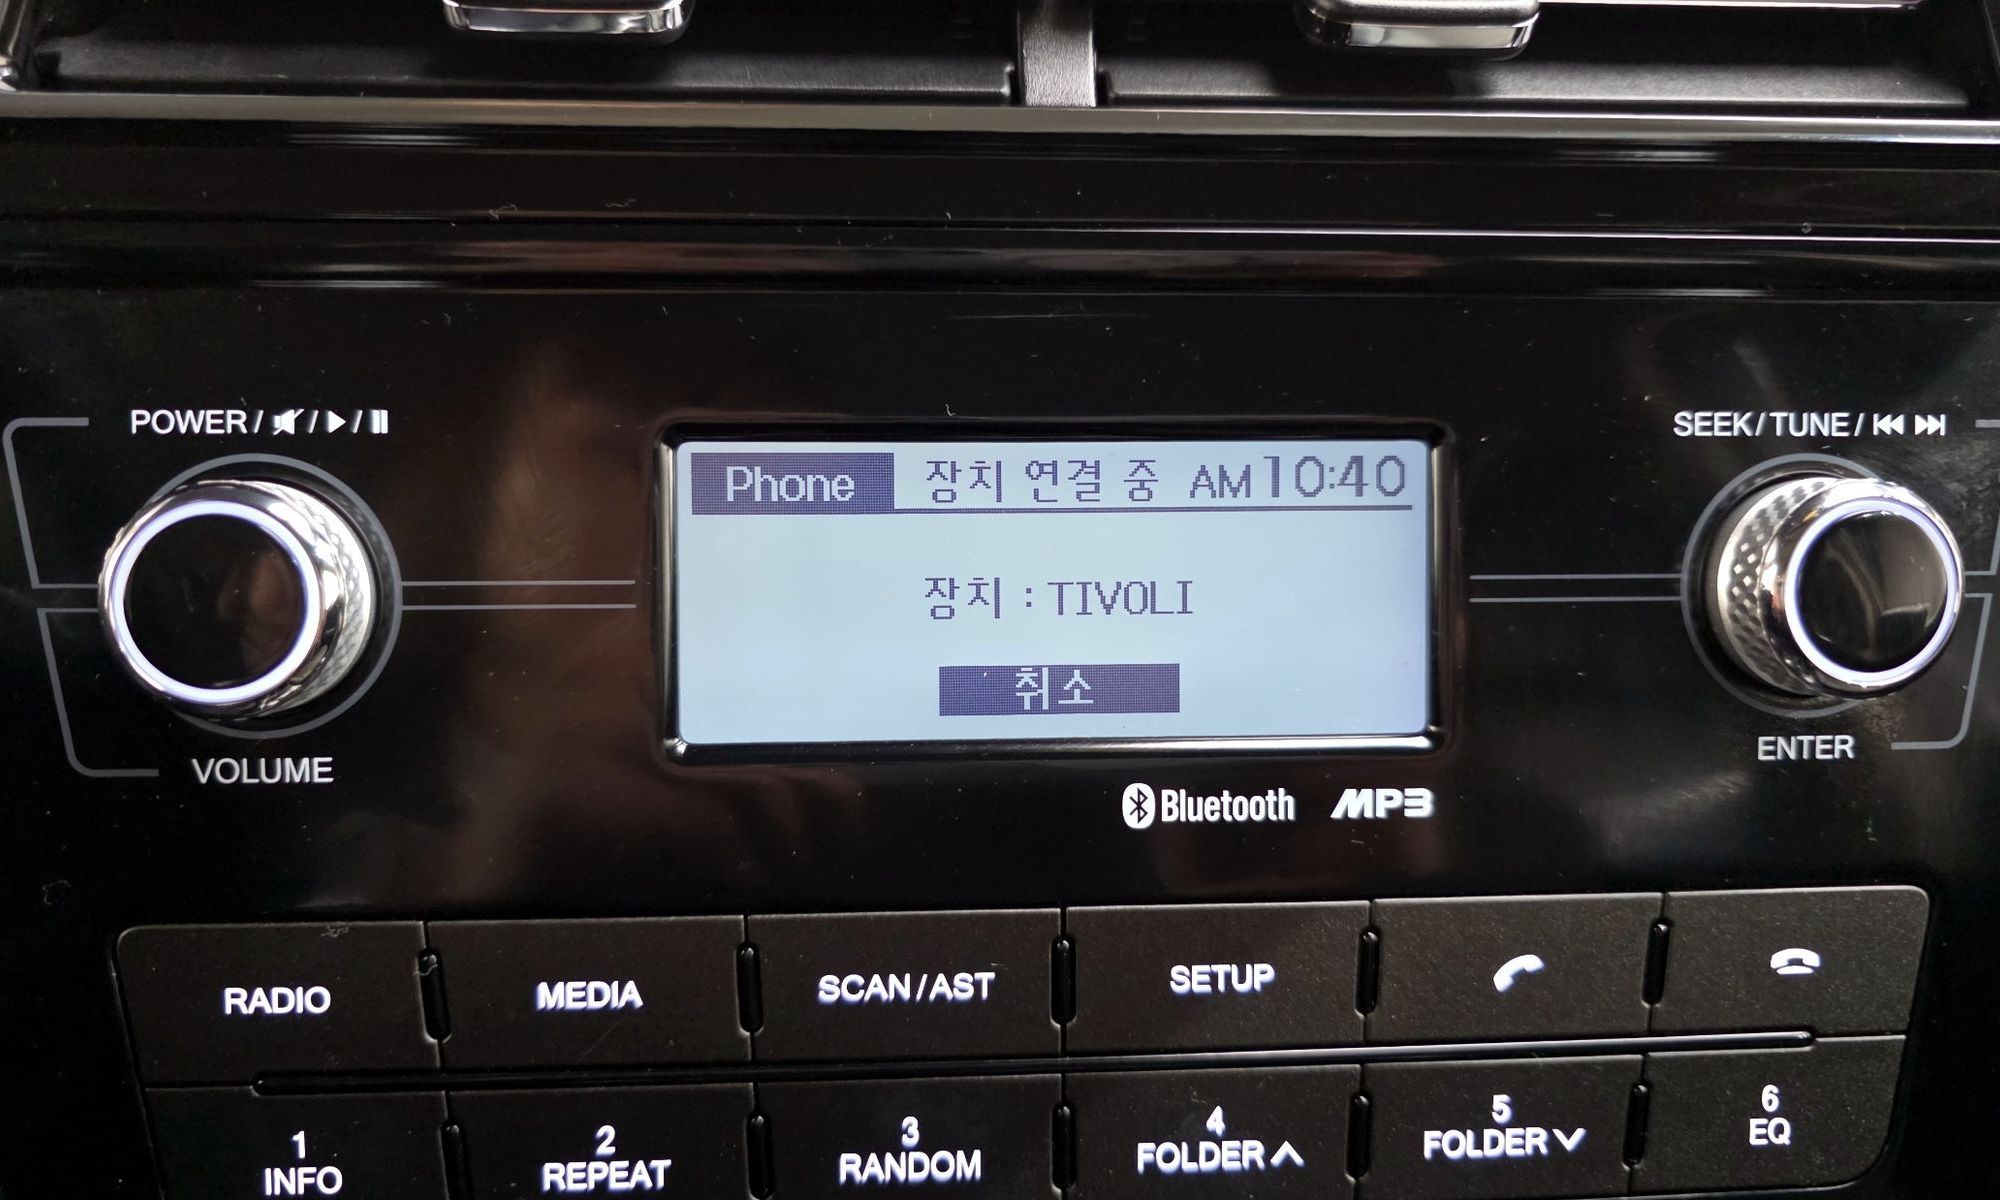 POWER /  /  / 
SEEK / TUNE /
Phone 장치 연결 중 AM 10:40
장치 : TIVOLI
취소
VOLUME
ENTER
Bluetooth MP3
RADIO
MEDIA
SCAN / AST
SETUP
1
INFO
2
REPEAT
3
RANDOM
4
FOLDER ∧
5
FOLDER ∨
6
EQ